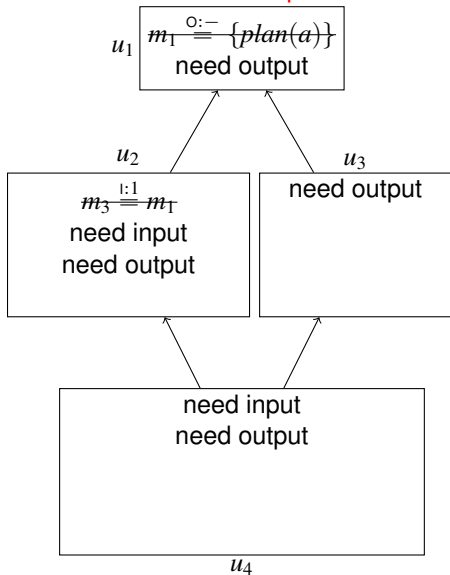 u₁
m₁ O:–≡ {plan(a)}
need output
u₂
m₃ I:1≡ m₁
need input
need output
u₃
need output
need input
need output
u₄